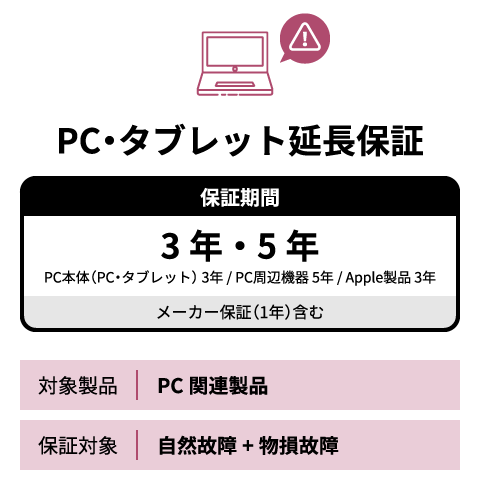 PC・タブレット延長保証
保証期間
3 年・5 年
PC本体（PC・タブレット） 3年 / PC周辺機器 5年 / Apple製品 3年
メーカー保証（1年）含む
対象製品 PC 関連製品
保証対象 自然故障 + 物損故障